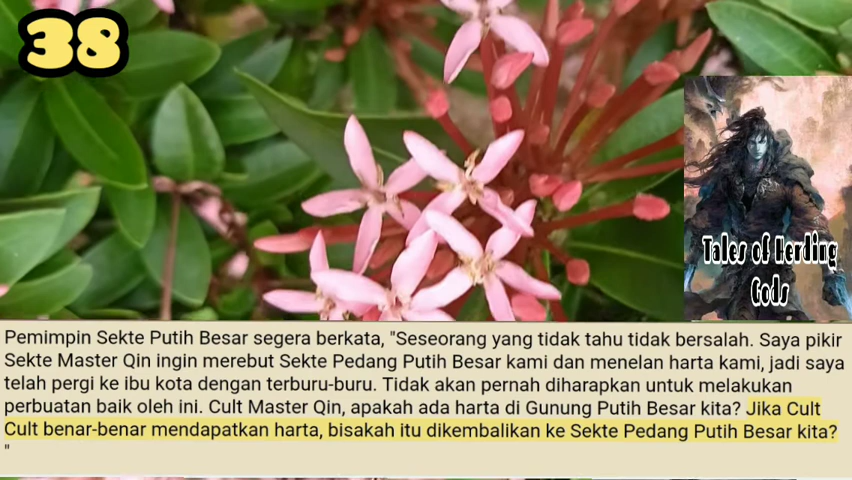 38
Tales of Herding
Gods
Pemimpin Sekte Putih Besar segera berkata, "Seseorang yang tidak tahu tidak bersalah. Saya pikir
Sekte Master Qin ingin merebut Sekte Pedang Putih Besar kami dan menelan harta kami, jadi saya
telah pergi ke ibu kota dengan terburu-buru. Tidak akan pernah diharapkan untuk melakukan
perbuatan baik oleh ini. Cult Master Qin, apakah ada harta di Gunung Putih Besar kita? Jika Cult
Cult benar-benar mendapatkan harta, bisakah itu dikembalikan ke Sekte Pedang Putih Besar kita?
"